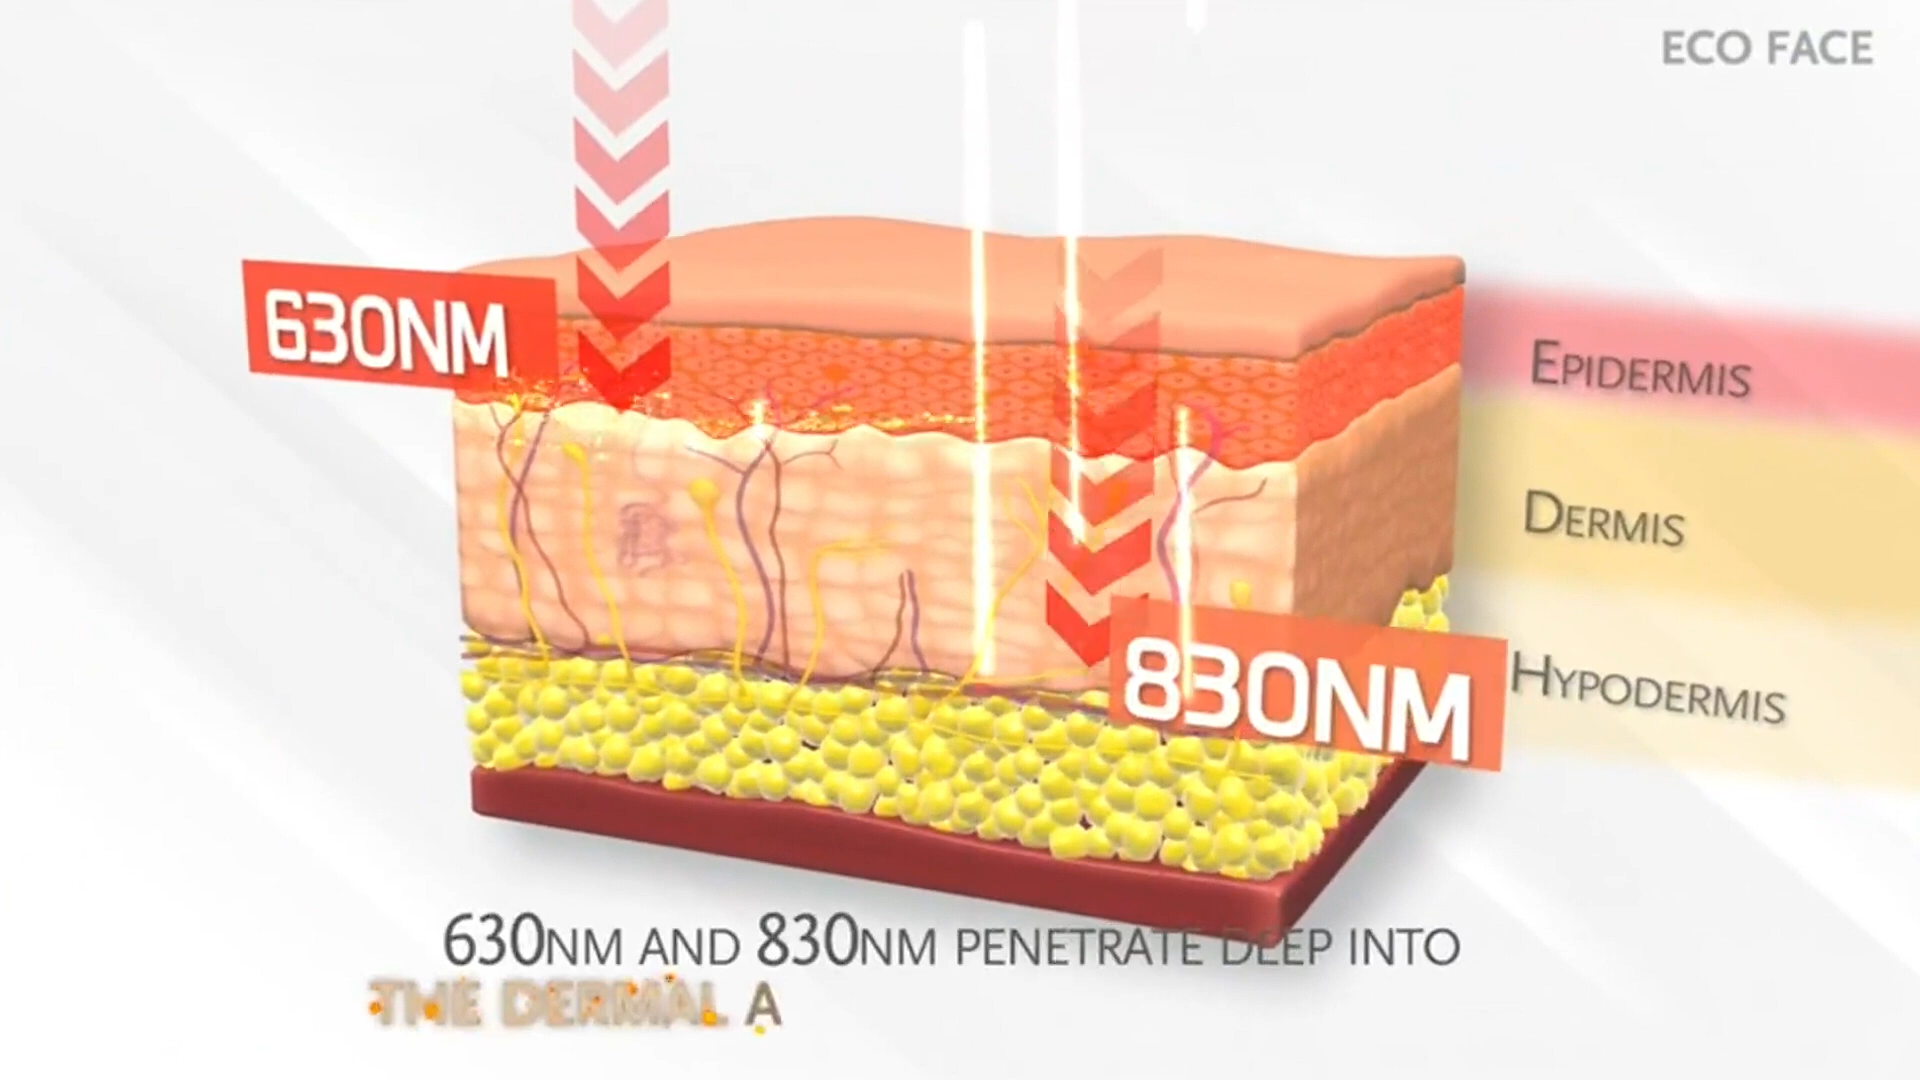 ECO FACE
630NM
EPIDERMIS
DERMIS
830NM
HYPODERMIS
630NM AND 830NM PENETRATE DEEP INTO
THE DERMAL A